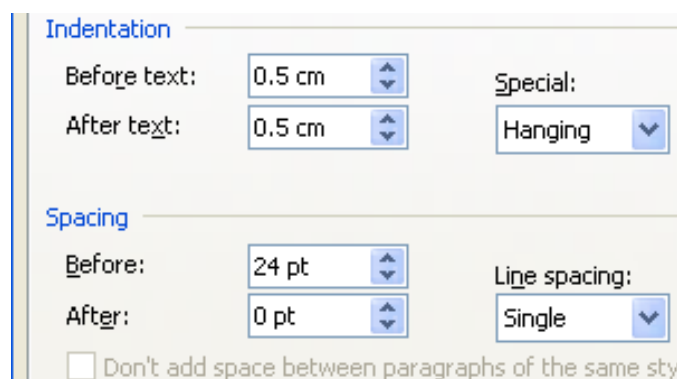 Indentation
Before text: 0.5 cm
Special:
After text: 0.5 cm
Hanging
Spacing
Before: 24 pt
Line spacing:
After: 0 pt
Single
Don't add space between paragraphs of the same sty